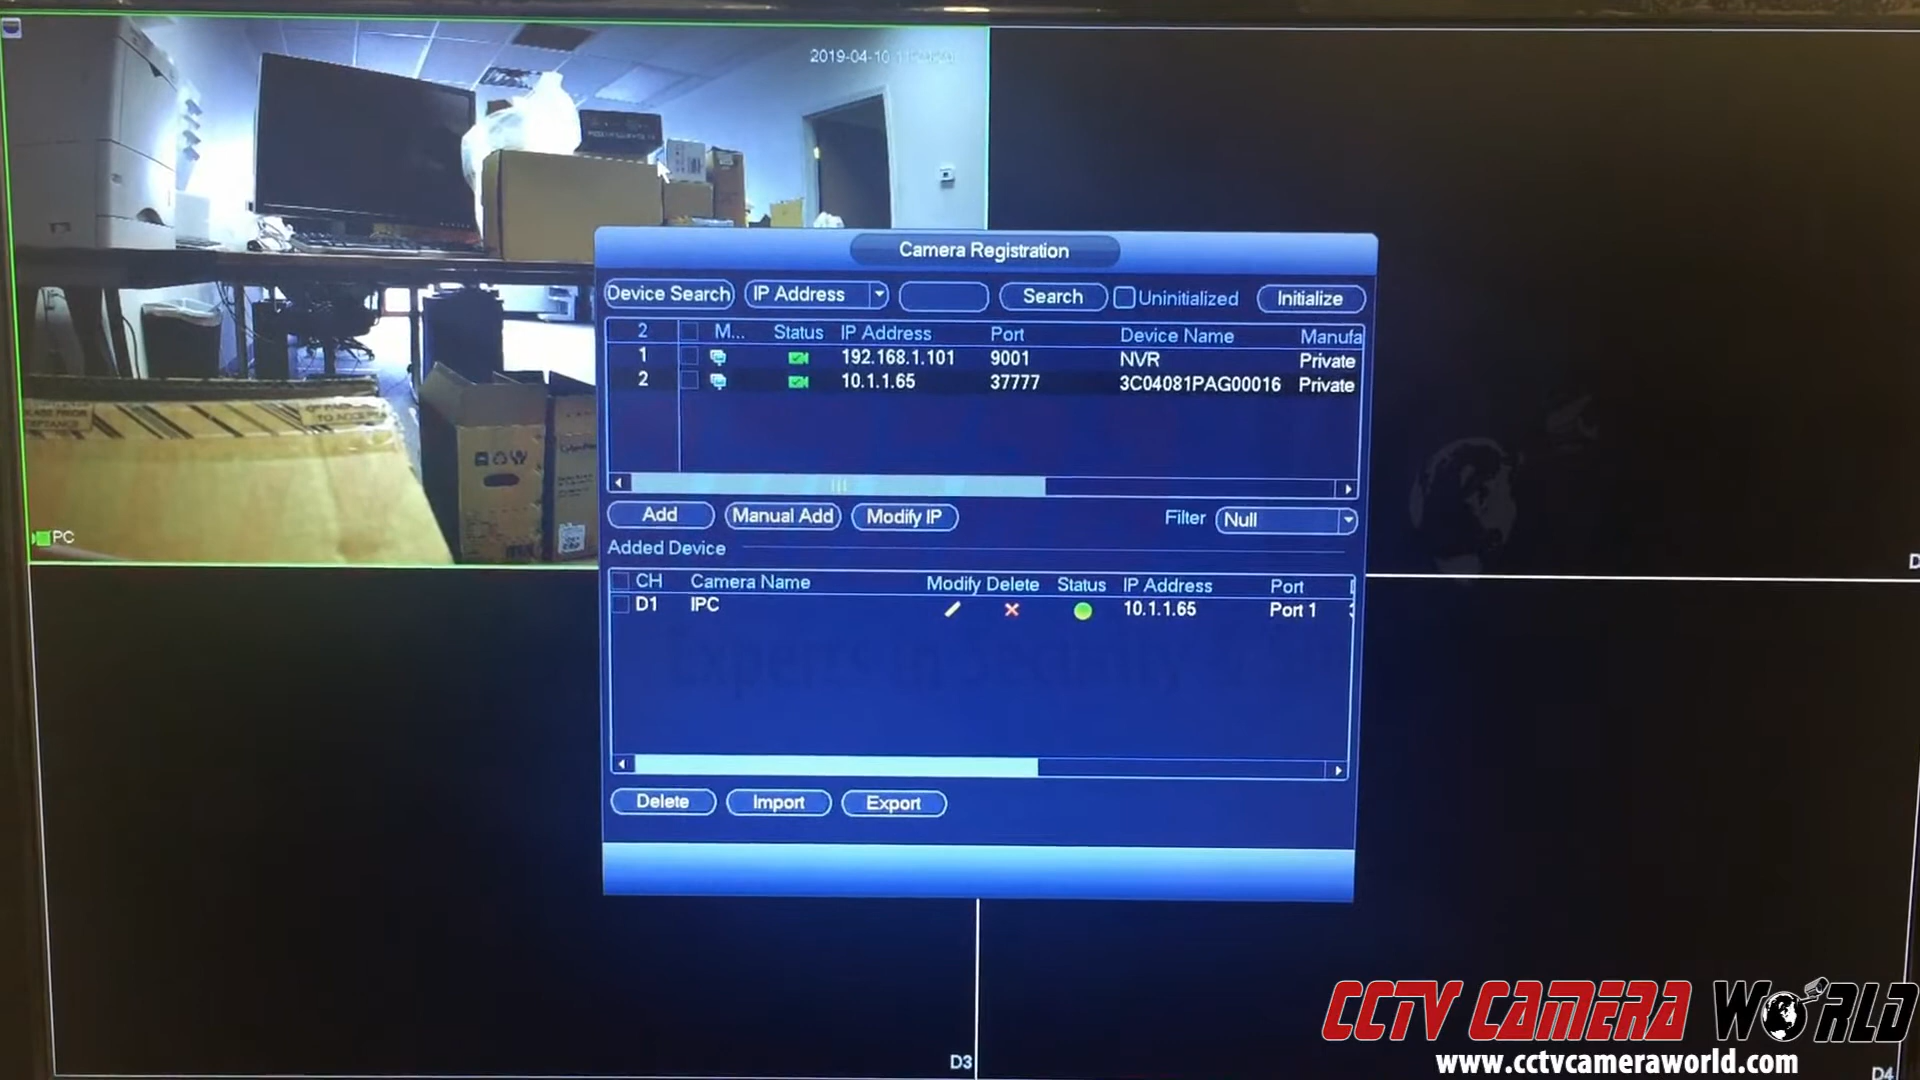 2019-04-10
Camera Registration
Device Search IP Address Search Uninitialized Initialize
2 M... Status IP Address Port Device Name Manufa
1 192.168.1.101 9001 NVR Private
2 10.1.1.65 37777 3C04081PAG00016 Private
Add Manual Add Modify IP Filter Null
PC
Added Device
CH Camera Name Modify Delete Status IP Address Port
D1 IPC 10.1.1.65 Port 1
Delete Import Export
D3
D4
CCTV CAMERA WORLD
www.cctvcameraworld.com